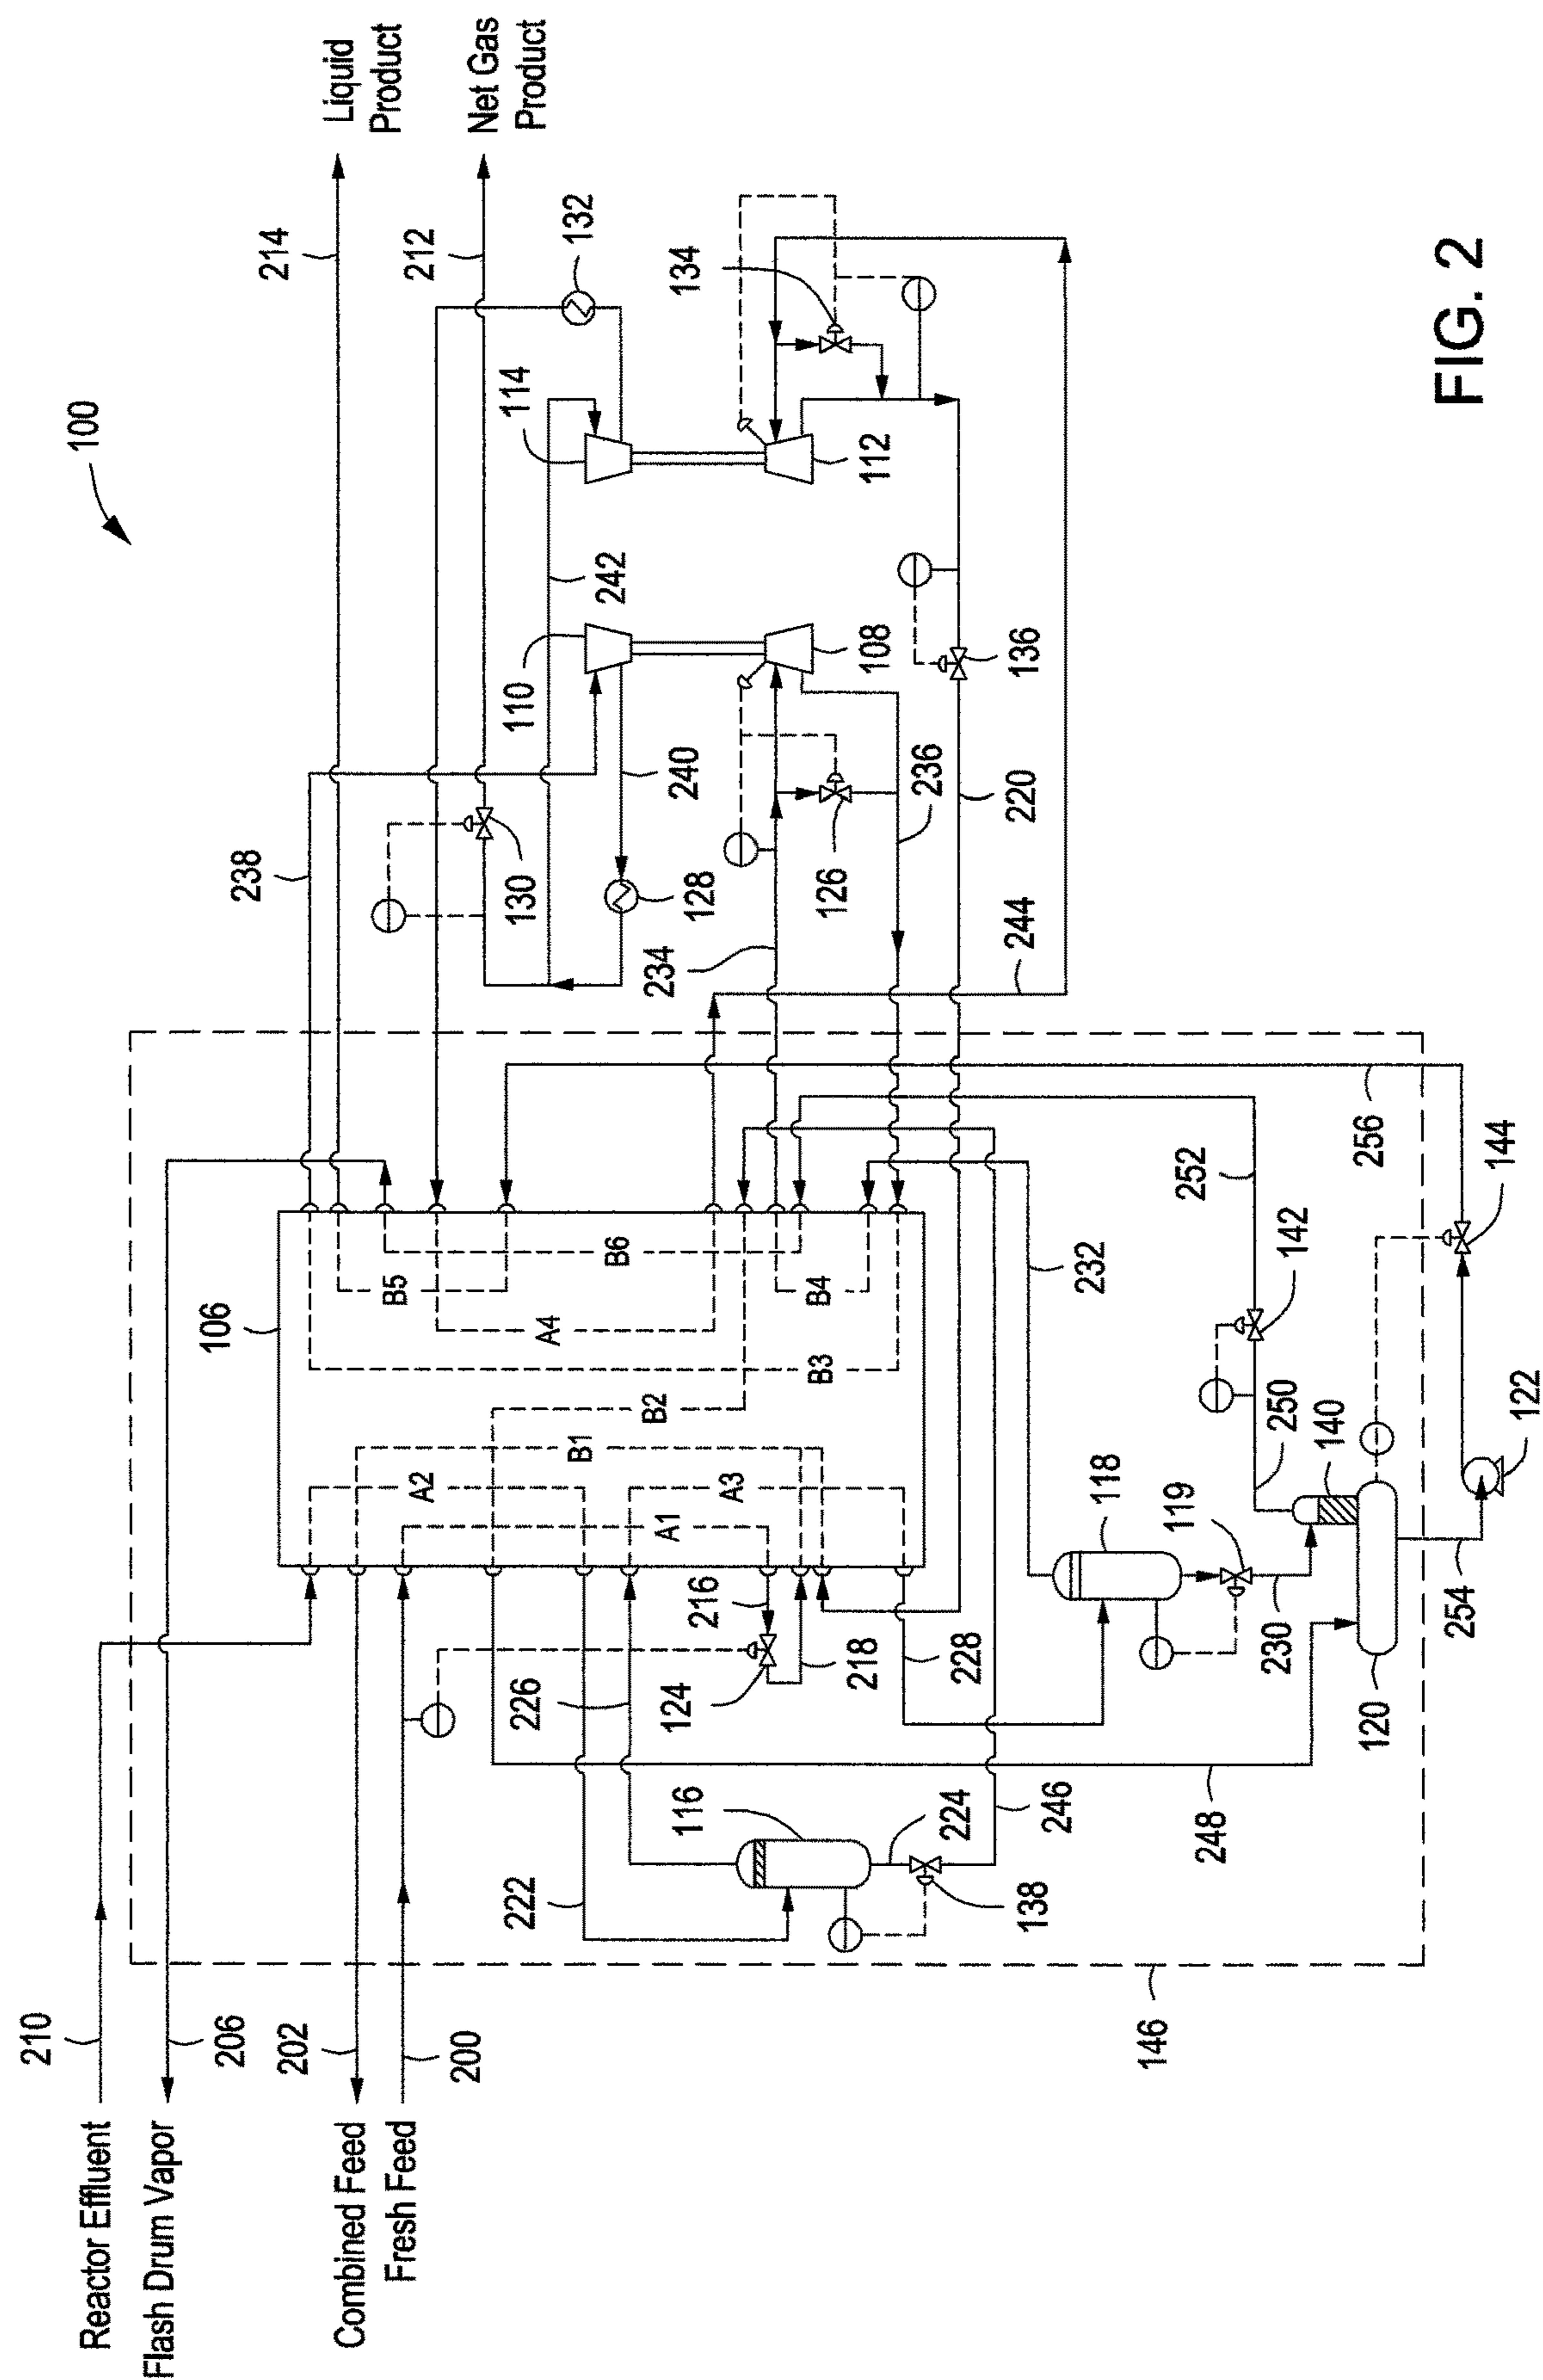 100
214
Liquid
Product
212
Net Gas
Product
132
238
130
110
242
114
240
128
134
234
126
108
112
236
136
220
244
106
B5
B6
A4
B4
B3
B2
B1
A2
A3
A1
232
252
256
142
144
250
140
118
119
122
216
218
228
226
124
230
254
120
222
116
224
138
246
248
146
210
206
202
200
Reactor Effluent
Flash Drum Vapor
Combined Feed
Fresh Feed
FIG. 2